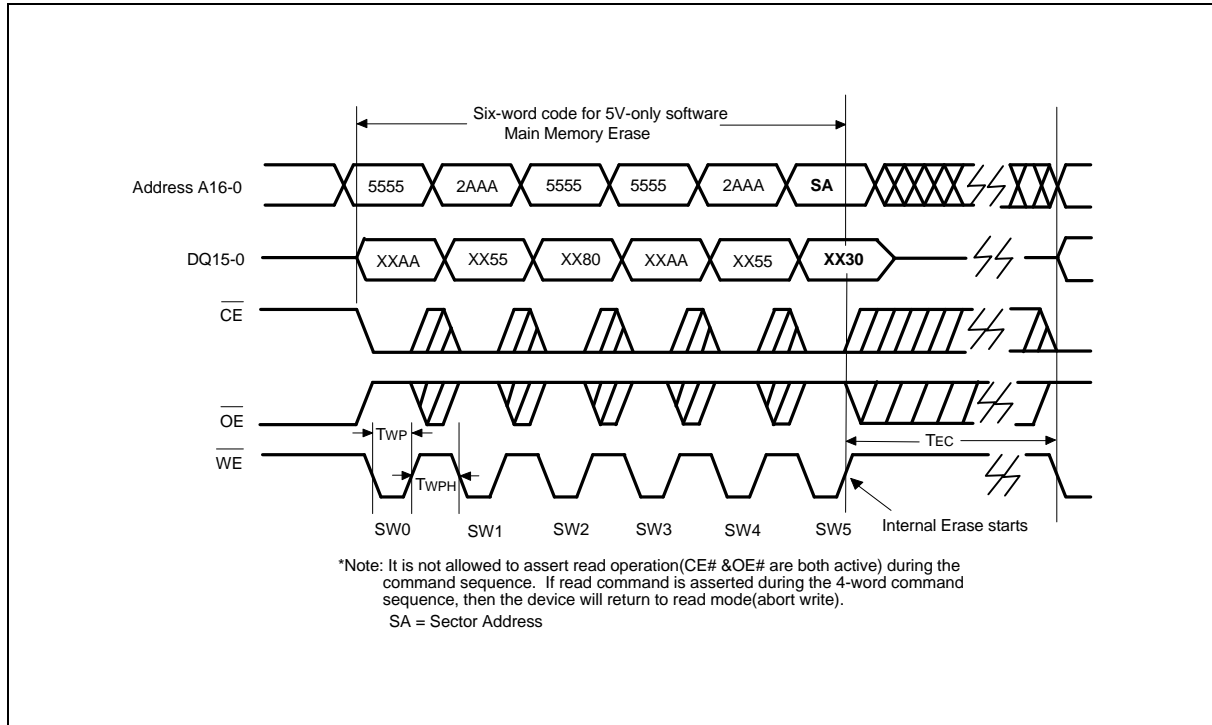 Six-word code for 5V-only software
Main Memory Erase
Address A16-0
5555 2AAA 5555 5555 2AAA SA
DQ15-0
XXAA XX55 XX80 XXAA XX55 XX30
CE
OE
TWP
TEC
WE
TWPH
SW0 SW1 SW2 SW3 SW4 SW5
Internal Erase starts
*Note: It is not allowed to assert read operation(CE# &OE# are both active) during the
command sequence. If read command is asserted during the 4-word command
sequence, then the device will return to read mode(abort write).
SA = Sector Address